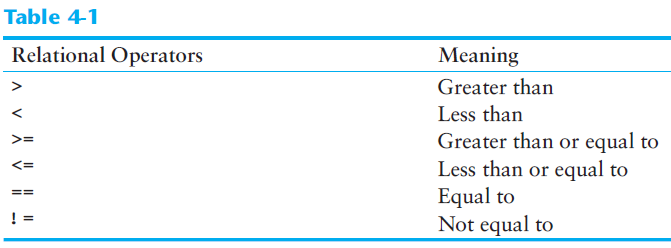 Table 4-1
Relational Operators Meaning
> Greater than
< Less than
>= Greater than or equal to
<= Less than or equal to
== Equal to
! = Not equal to